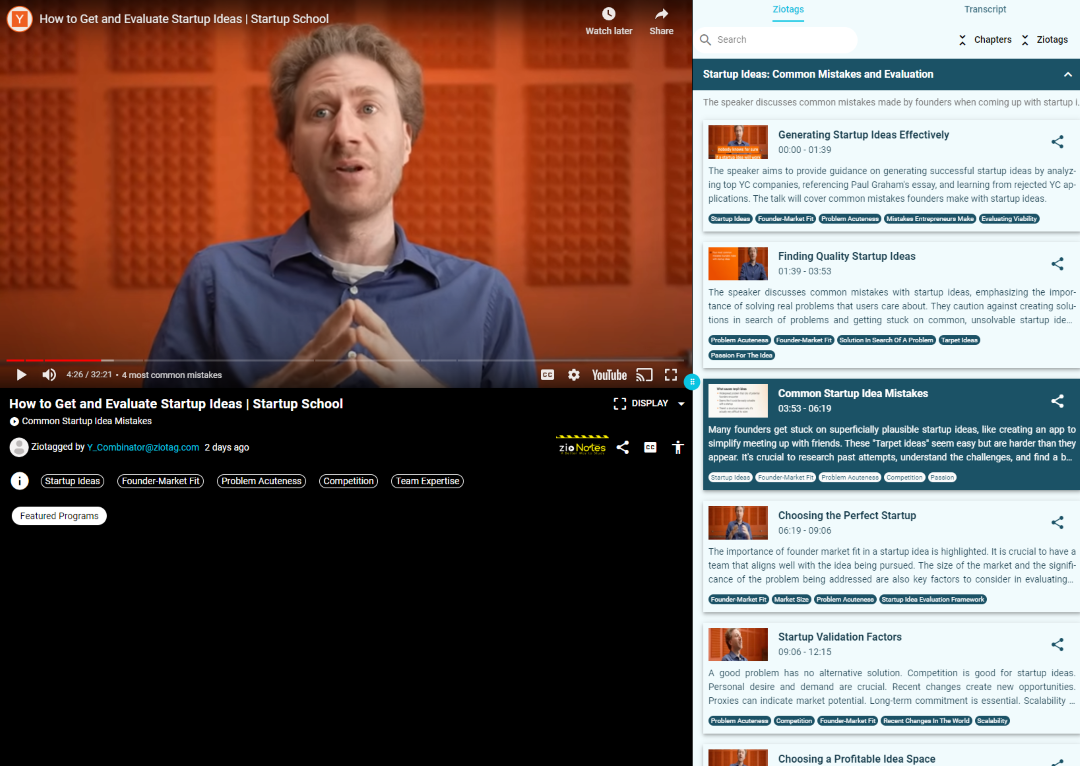 Y How to Get and Evaluate Startup Ideas | Startup School
Watch later
Share
4:26 / 32:21 • 4 most common mistakes
CC
YouTube
How to Get and Evaluate Startup Ideas | Startup School
DISPLAY
Common Startup Idea Mistakes
Ziotagged by Y_Combinator@ziotag.com 2 days ago
zioNotes
CC
Startup Ideas
Founder-Market Fit
Problem Acuteness
Competition
Team Expertise
Featured Programs
Ziotags
Transcript
Search
Chapters
Ziotags
Startup Ideas: Common Mistakes and Evaluation
The speaker discusses common mistakes made by founders when coming up with startup i.
Generating Startup Ideas Effectively
00:00 - 01:39
The speaker aims to provide guidance on generating successful startup ideas by analyz-
ing top YC companies, referencing Paul Graham's essay, and learning from rejected YC ap-
plications. The talk will cover common mistakes founders make with startup ideas.
Startup Ideas
Founder-Market Fit
Problem Acuteness
Mistakes Entrepreneurs Make
Evaluating Viability
Finding Quality Startup Ideas
01:39 - 03:53
The speaker discusses common mistakes with startup ideas, emphasizing the impor-
tance of solving real problems that users care about. They caution against creating solu-
tions in search of problems and getting stuck on common, unsolvable startup ide...
Problem Acuteness
Founder-Market Fit
Solution In Search Of A Problem
Tarpet Ideas
Passion For The Idea
Common Startup Idea Mistakes
03:53 - 06:19
Many founders get stuck on superficially plausible startup ideas, like creating an app to
simplify meeting up with friends. These "Tarpet ideas" seem easy but are harder than they
appear. It's crucial to research past attempts, understand the challenges, and find a b...
Startup Ideas
Founder-Market Fit
Problem Acuteness
Competition
Passion
Choosing the Perfect Startup
06:19 - 09:06
The importance of founder market fit in a startup idea is highlighted. It is crucial to have a
team that aligns well with the idea being pursued. The size of the market and the signifi-
cance of the problem being addressed are also key factors to consider in evaluating...
Founder-Market Fit
Market Size
Problem Acuteness
Startup Idea Evaluation Framework
Startup Validation Factors
09:06 - 12:15
A good problem has no alternative solution. Competition is good for startup ideas.
Personal desire and demand are crucial. Recent changes create new opportunities.
Proxies can indicate market potential. Long-term commitment is essential. Scalability ...
Problem Acuteness
Competition
Founder-Market Fit
Recent Changes In The World
Scalability
Choosing a Profitable Idea Space